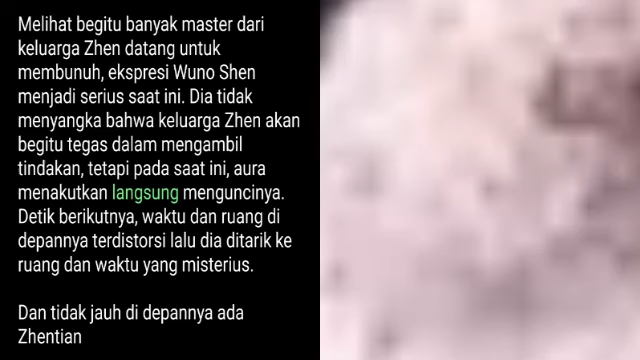 Melihat begitu banyak master dari
keluarga Zhen datang untuk
membunuh, ekspresi Wuno Shen
menjadi serius saat ini. Dia tidak
menyangka bahwa keluarga Zhen akan
begitu tegas dalam mengambil
tindakan, tetapi pada saat ini, aura
menakutkan langsung menguncinya.
Detik berikutnya, waktu dan ruang di
depannya terdistorsi lalu dia ditarik ke
ruang dan waktu yang misterius.
Dan tidak jauh di depannya ada
Zhentian